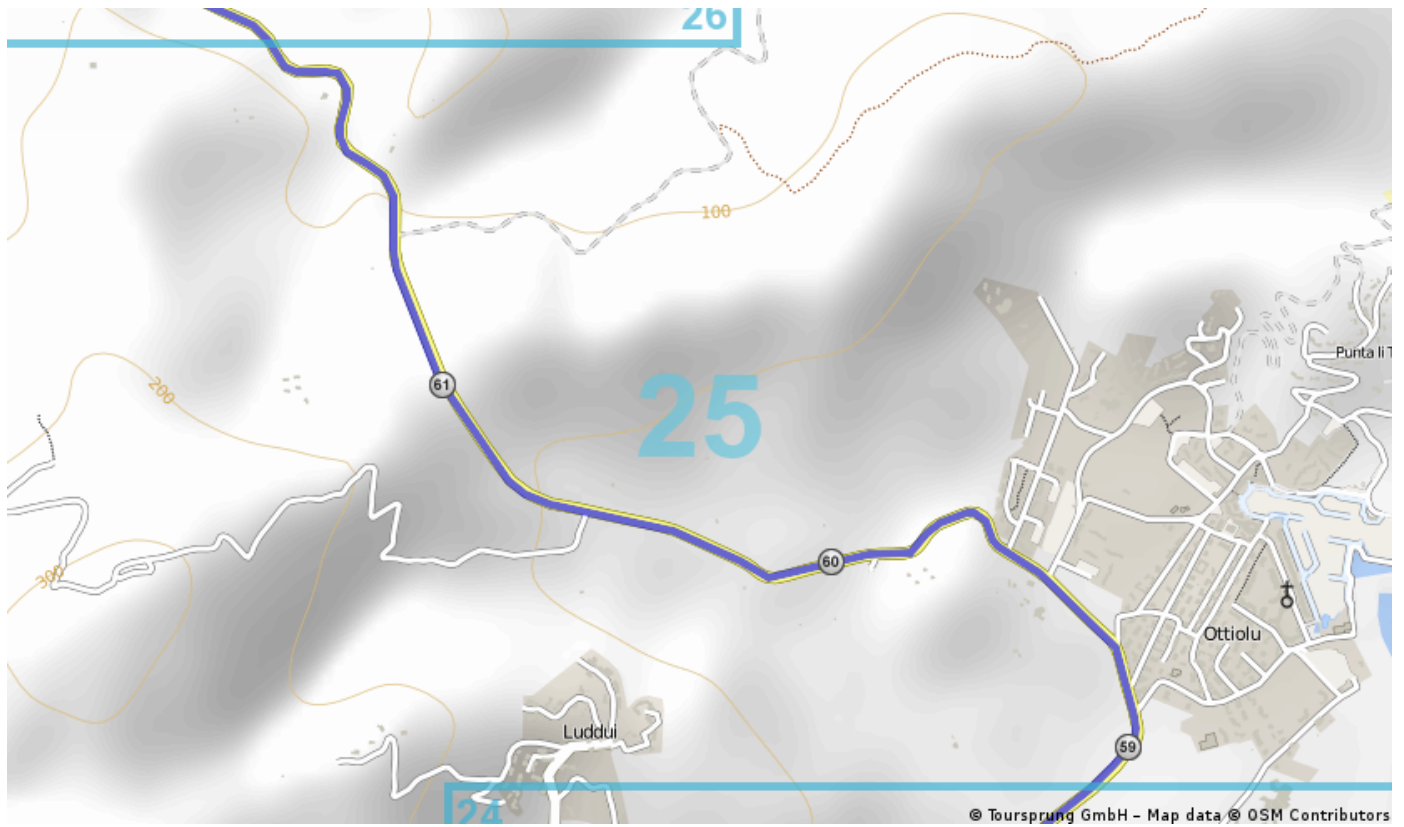 26
100
200
61
25
Punta li T
300
60
Ottiolu
Luddui
59
24
© Toursprung GmbH – Map data © OSM Contributors